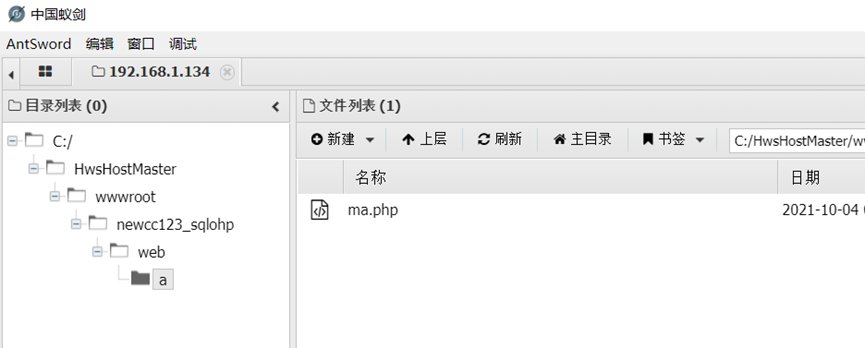 中国蚁剑
AntSword 编辑 窗口 调试
192.168.1.134
目录列表 (0)
文件列表 (1)
新建 上层 刷新 主目录 书签 C:/HwsHostMaster/w
C:/
HwsHostMaster
wwwroot
newcc123_sqlohp
web
a
名称 日期
ma.php 2021-10-04